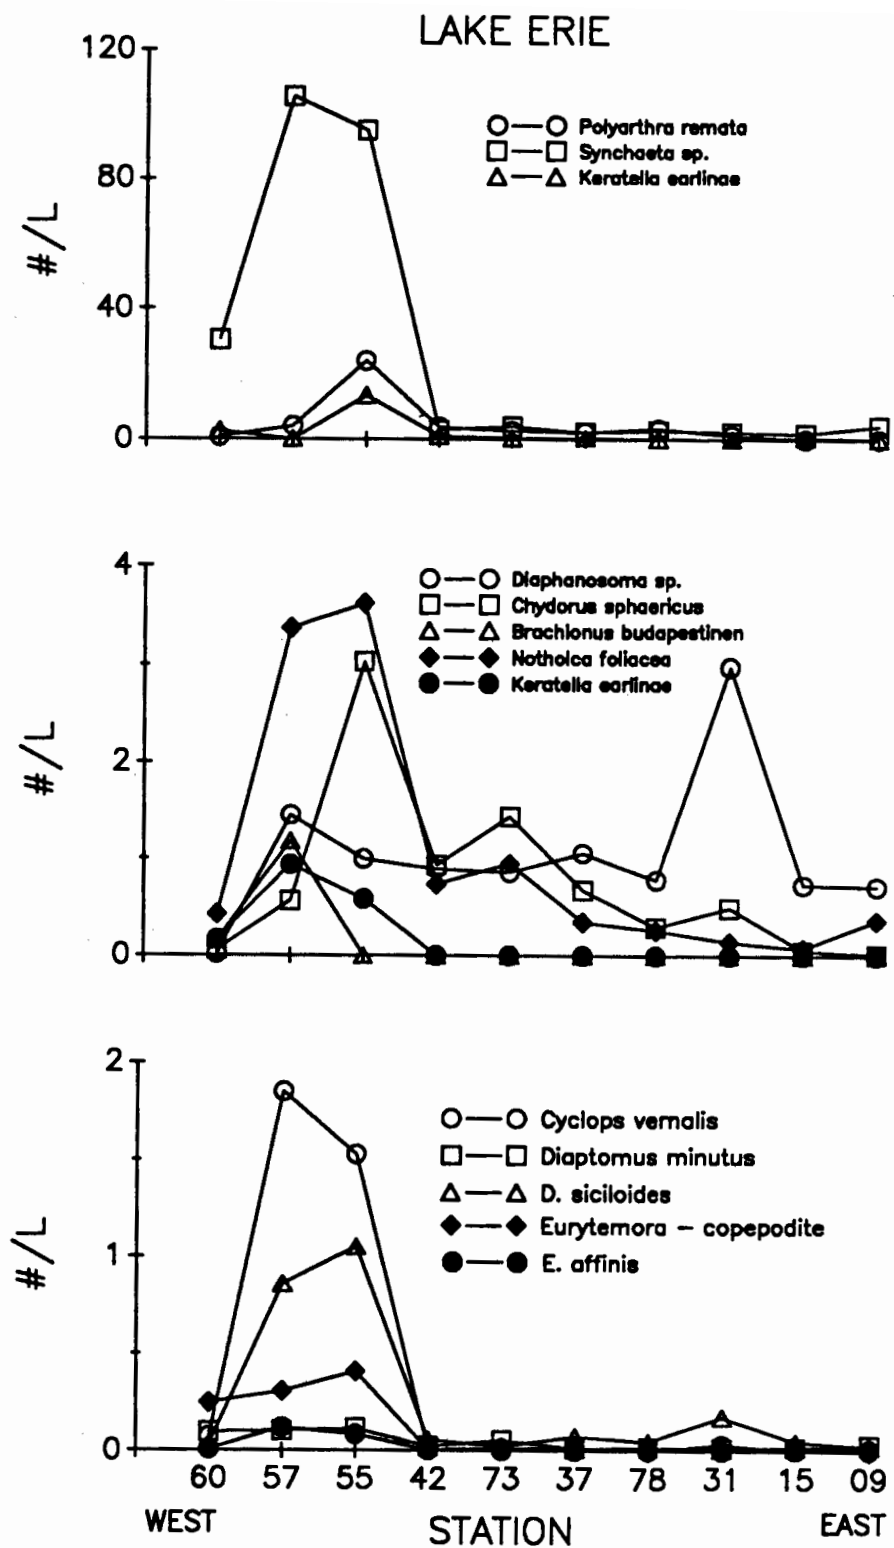 LAKE ERIE
120
80
40
0
#/L
Polyarthra remata
Synchaeta sp.
Keratella earlinae
4
2
0
#/L
Diaphanosoma sp.
Chydorus sphaericus
Brachionus budapestinen
Notholca foliacea
Keratella earlinae
2
1
0
#/L
Cyclops vernalis
Diaptomus minutus
D. siciloides
Eurytemora – copepodite
E. affinis
60 57 55 42 73 37 78 31 15 09
WEST STATION EAST